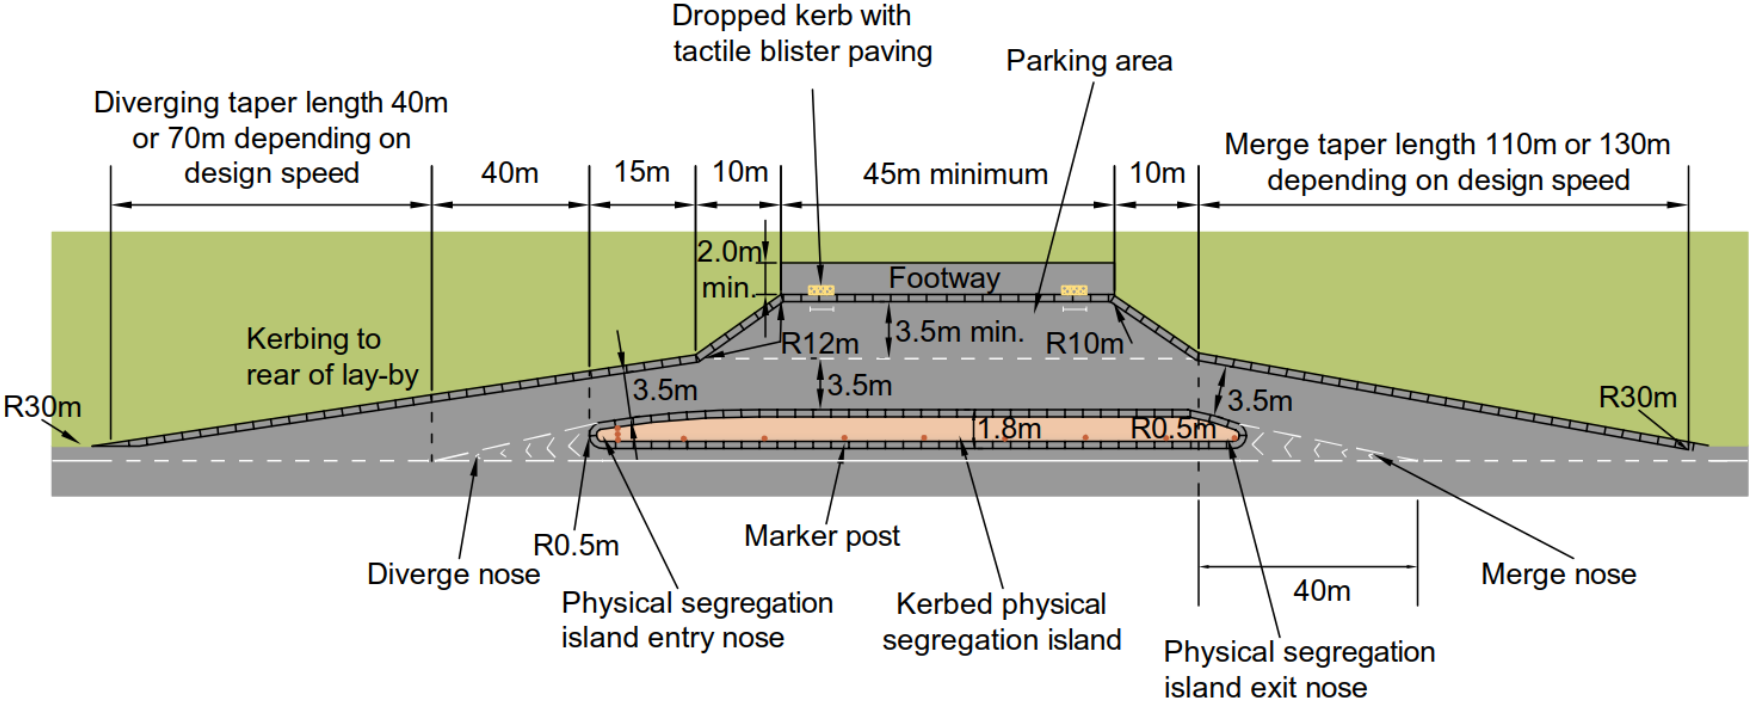 Dropped kerb with
tactile blister paving
Parking area
Diverging taper length 40m
or 70m depending on
design speed
40m
15m
10m
45m minimum
10m
Merge taper length 110m or 130m
depending on design speed
2.0m
min.
Footway
Kerbing to
rear of lay-by
R12m
3.5m min.
R10m
3.5m
3.5m
3.5m
R30m
R30m
1.8m
R0.5m
R0.5m
Marker post
Diverge nose
Merge nose
Physical segregation
island entry nose
Kerbed physical
segregation island
40m
Physical segregation
island exit nose